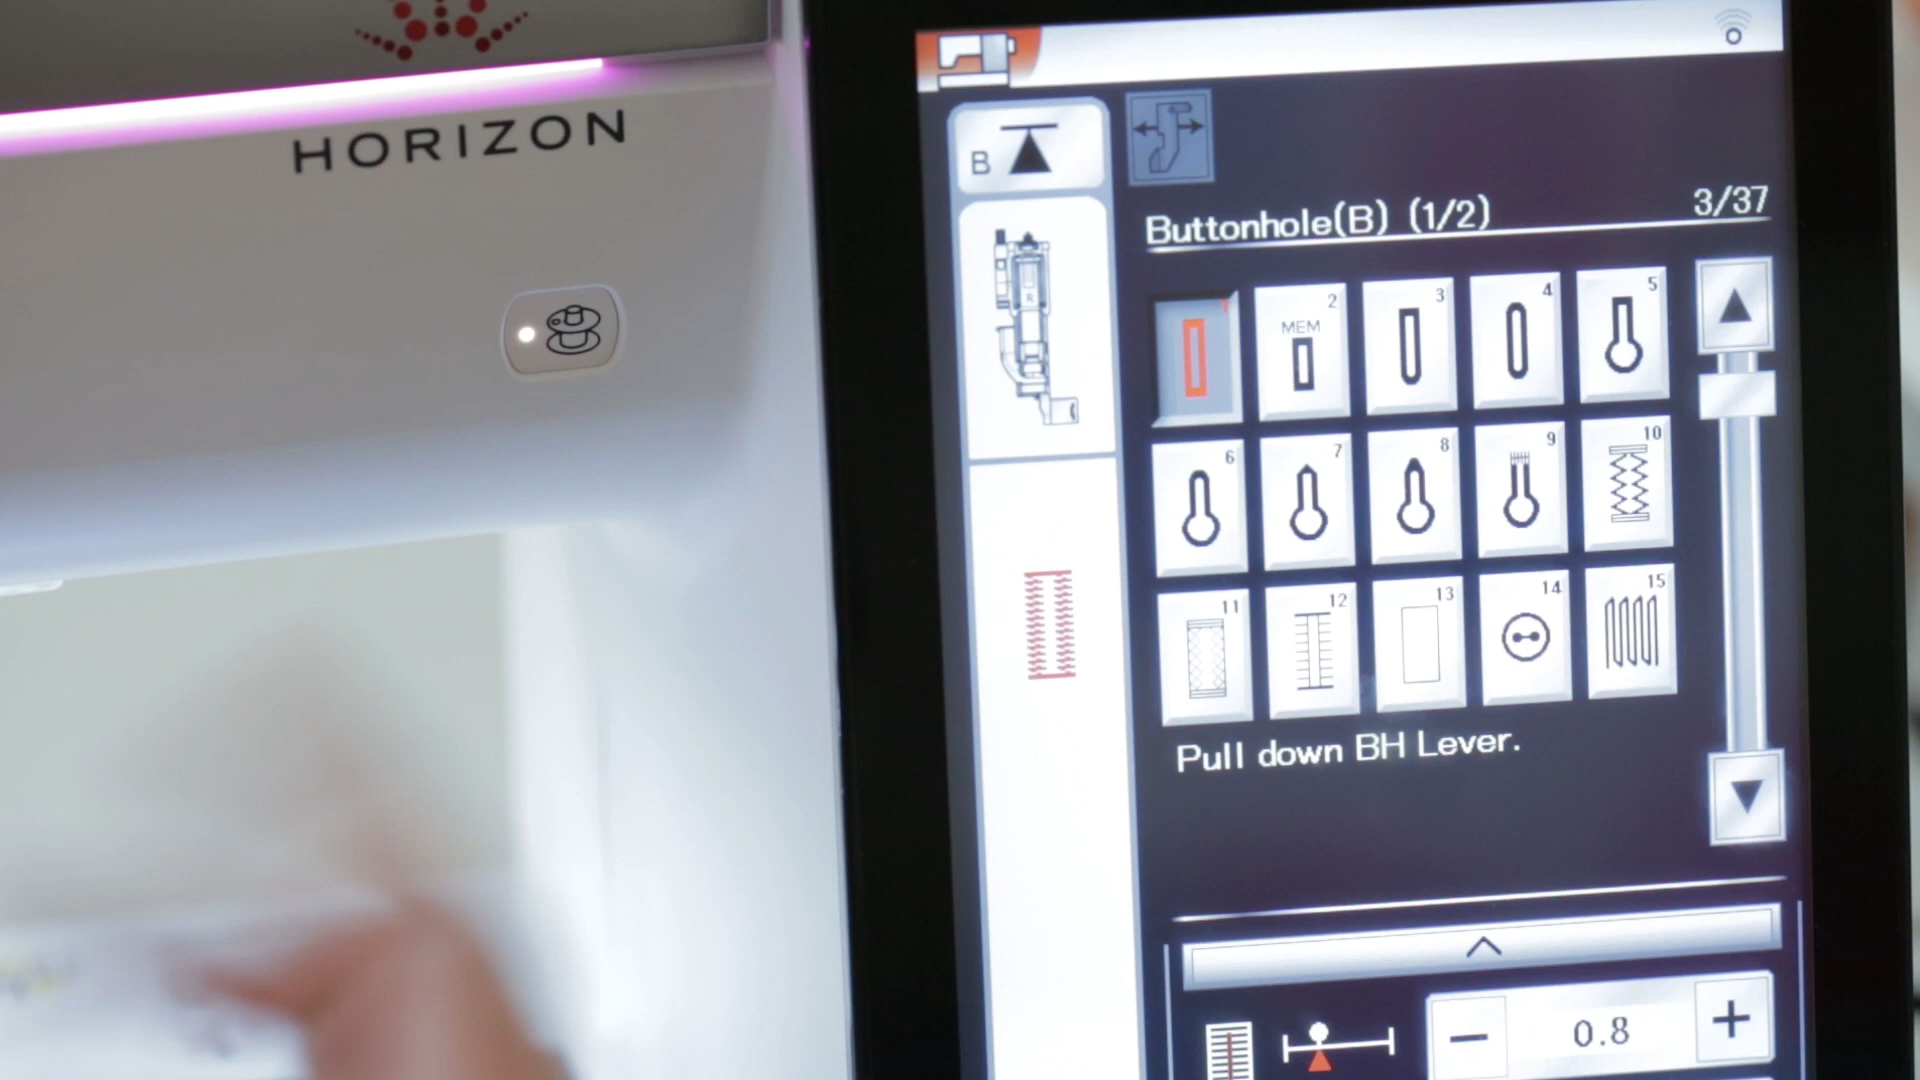 HORIZON
B
Buttonhole(B) (1/2) 3/37
R
1 2 3 4 5
MEM
6 7 8 9 10
11 12 13 14 15
Pull down BH Lever.
− 0.8 +